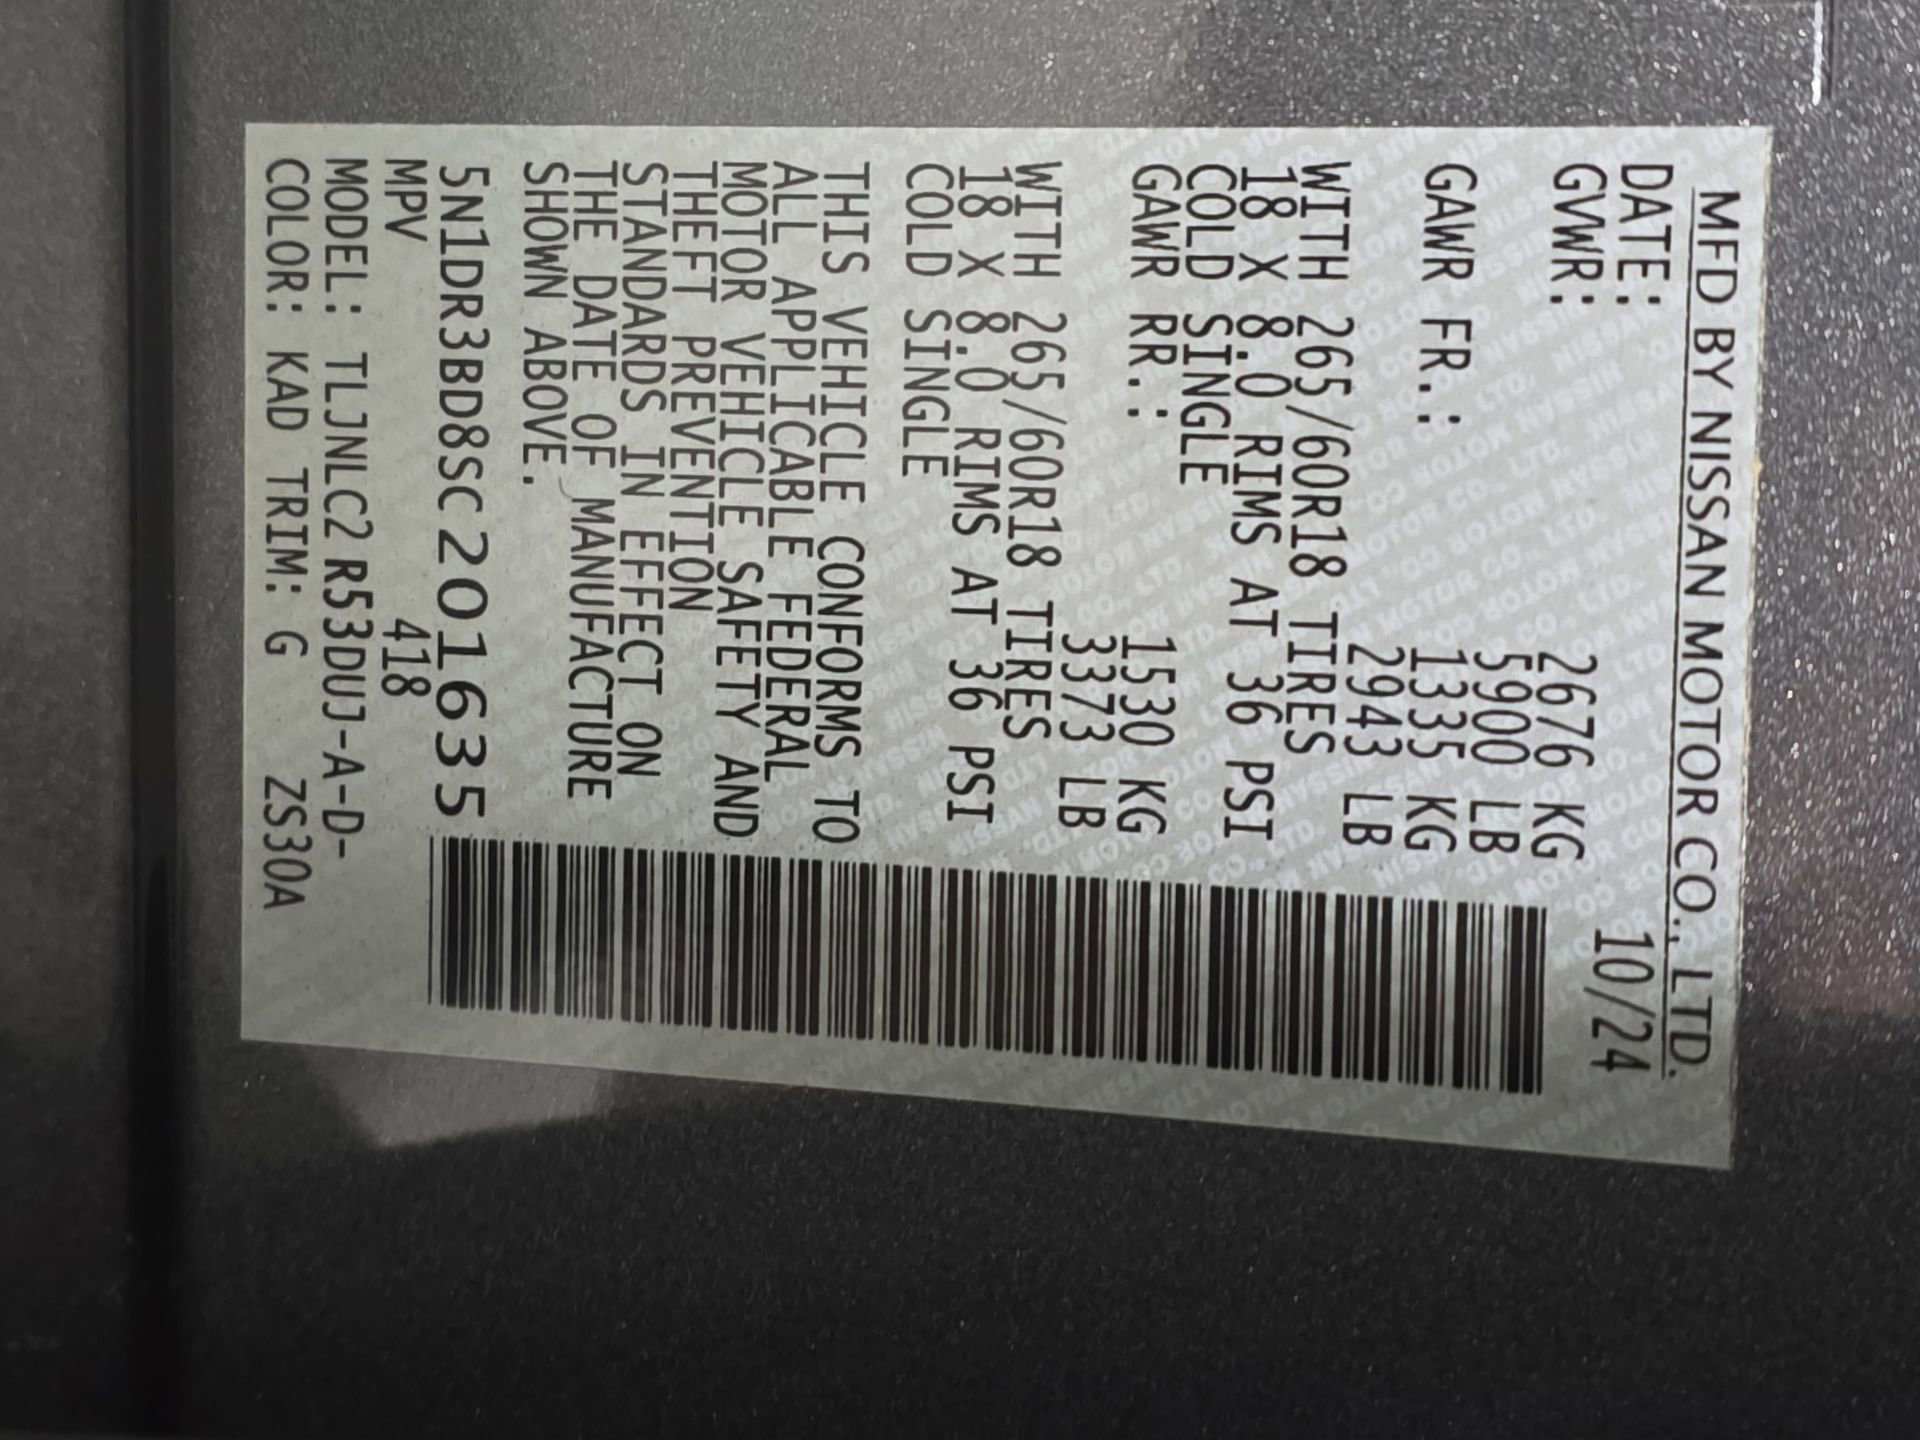 MFD BY NISSAN MOTOR CO., LTD.
DATE: 10/24
GVWR: 2676 KG
5900 LB
GAWR FR.: 1335 KG
2943 LB
WITH 265/60R18 TIRES
18 X 8.0 RIMS AT 36 PSI
COLD SINGLE
GAWR RR.: 1530 KG
3373 LB
WITH 265/60R18 TIRES
18 X 8.0 RIMS AT 36 PSI
COLD SINGLE
THIS VEHICLE CONFORMS TO
ALL APPLICABLE FEDERAL
MOTOR VEHICLE SAFETY AND
THEFT PREVENTION
STANDARDS IN EFFECT ON
THE DATE OF MANUFACTURE
SHOWN ABOVE.
5N1DR3BD8SC201635
MPV 418
MODEL: TLJNLC2 R53DUJ-A-D-
COLOR: KAD TRIM: G ZS30A